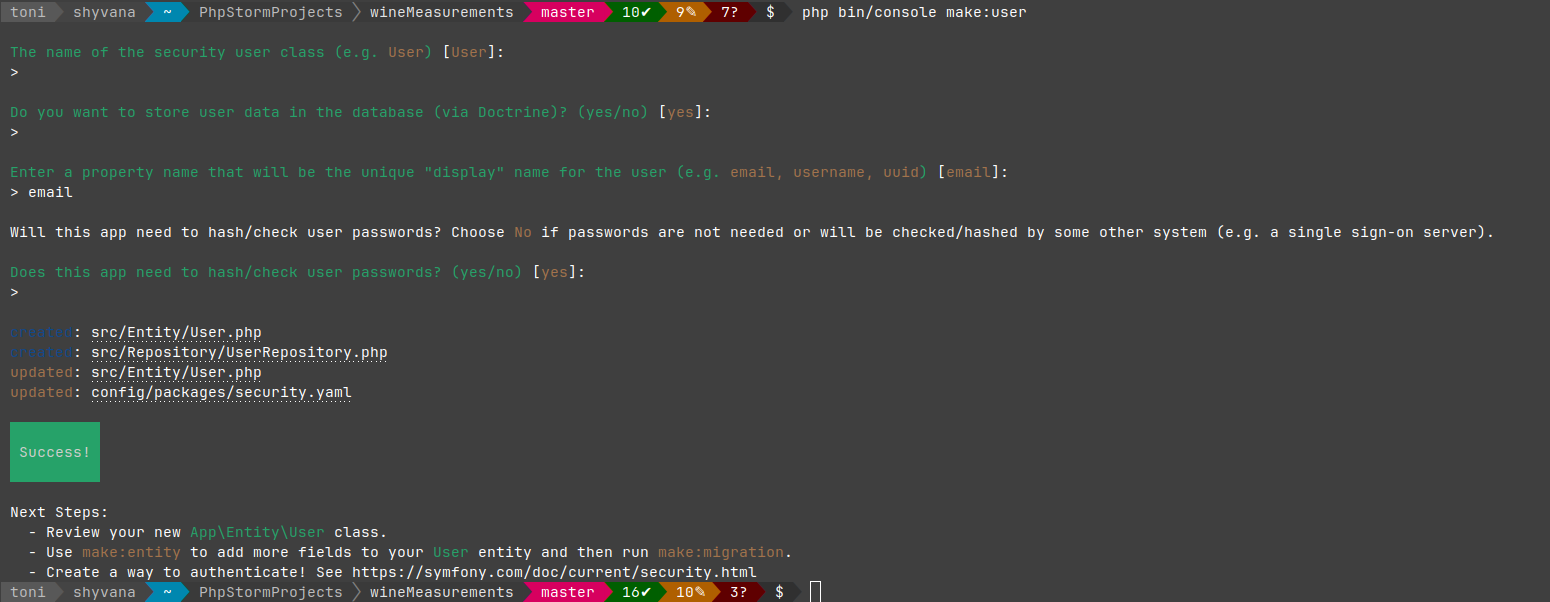 toni shyvana ~ PhpStormProjects wineMeasurements master 10✔ 9✎ 7? $ php bin/console make:user
The name of the security user class (e.g. User) [User]:
>
Do you want to store user data in the database (via Doctrine)? (yes/no) [yes]:
>
Enter a property name that will be the unique "display" name for the user (e.g. email, username, uuid) [email]:
> email
Will this app need to hash/check user passwords? Choose No if passwords are not needed or will be checked/hashed by some other system (e.g. a single sign-on server).
Does this app need to hash/check user passwords? (yes/no) [yes]:
>
created: src/Entity/User.php
created: src/Repository/UserRepository.php
updated: src/Entity/User.php
updated: config/packages/security.yaml
Success!
Next Steps:
- Review your new App\Entity\User class.
- Use make:entity to add more fields to your User entity and then run make:migration.
- Create a way to authenticate! See https://symfony.com/doc/current/security.html
toni shyvana ~ PhpStormProjects wineMeasurements master 16✔ 10✎ 3? $